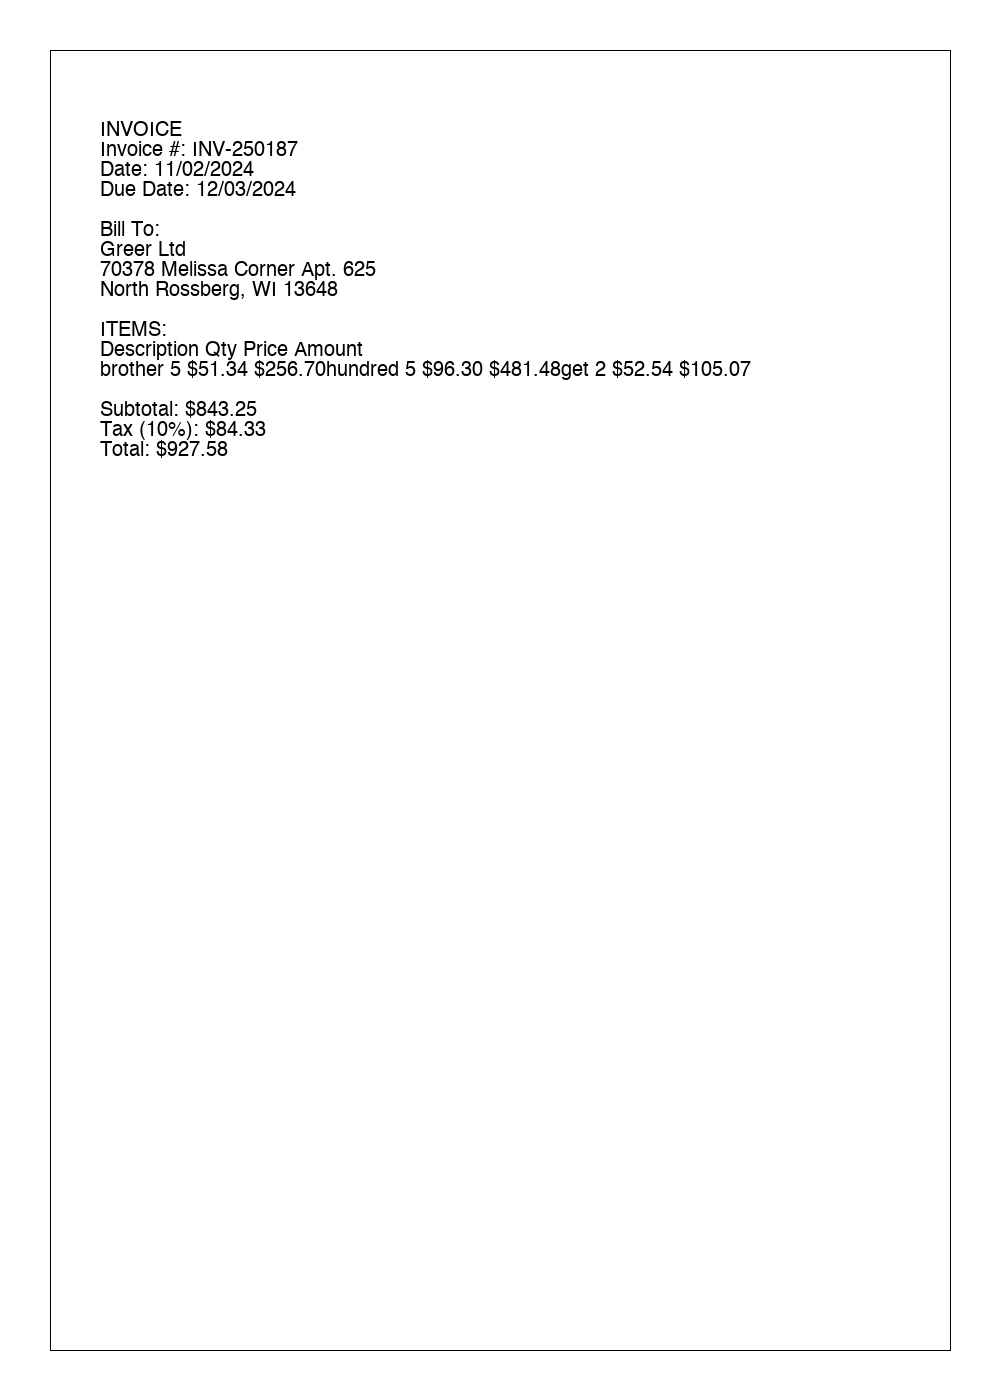 INVOICE
Invoice #: INV-250187
Date: 11/02/2024
Due Date: 12/03/2024
Bill To:
Greer Ltd
70378 Melissa Corner Apt. 625
North Rossberg, WI 13648
ITEMS:
Description Qty Price Amount
brother 5 $51.34 $256.70hundred 5 $96.30 $481.48get 2 $52.54 $105.07
Subtotal: $843.25
Tax (10%): $84.33
Total: $927.58